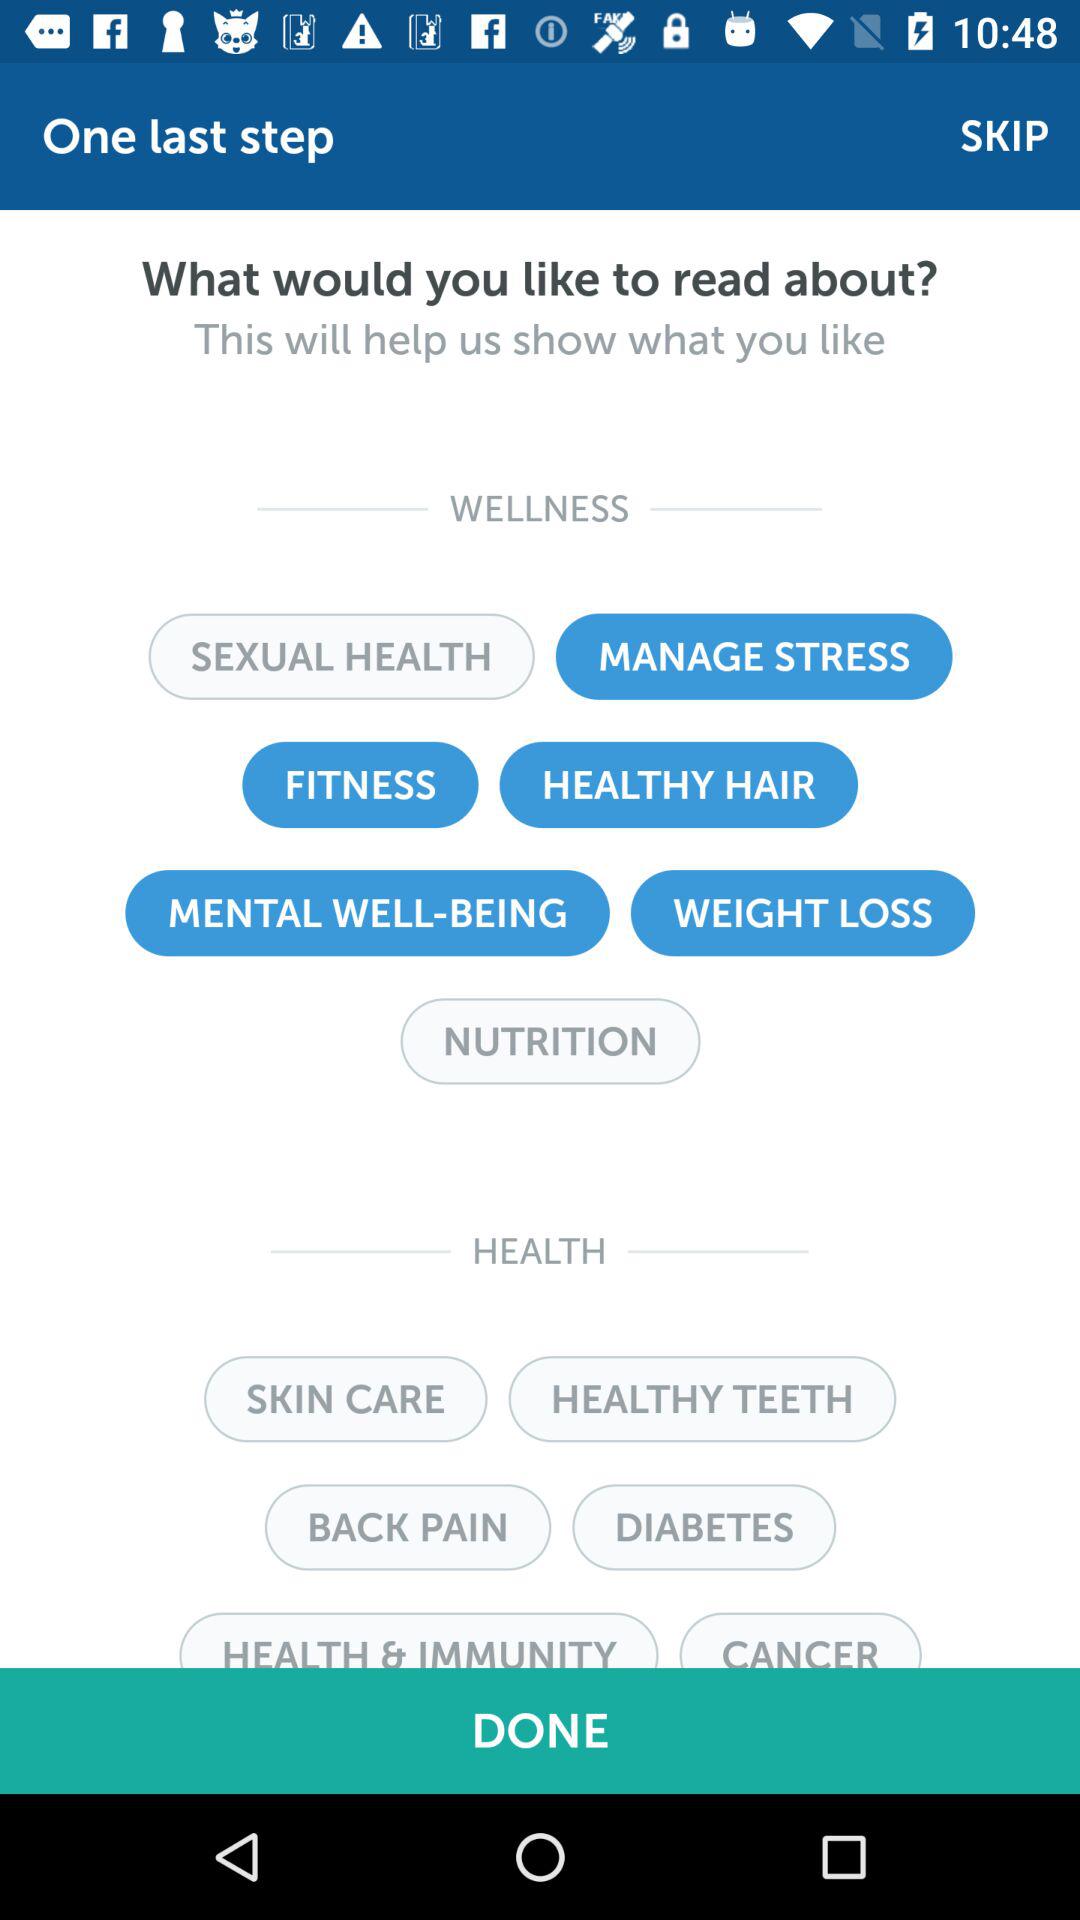 FAKE 10:48
One last step SKIP
What would you like to read about?
This will help us show what you like
WELLNESS
SEXUAL HEALTH MANAGE STRESS
FITNESS HEALTHY HAIR
MENTAL WELL-BEING WEIGHT LOSS
NUTRITION
HEALTH
SKIN CARE HEALTHY TEETH
BACK PAIN DIABETES
HEALTH & IMMUNITY CANCER
DONE